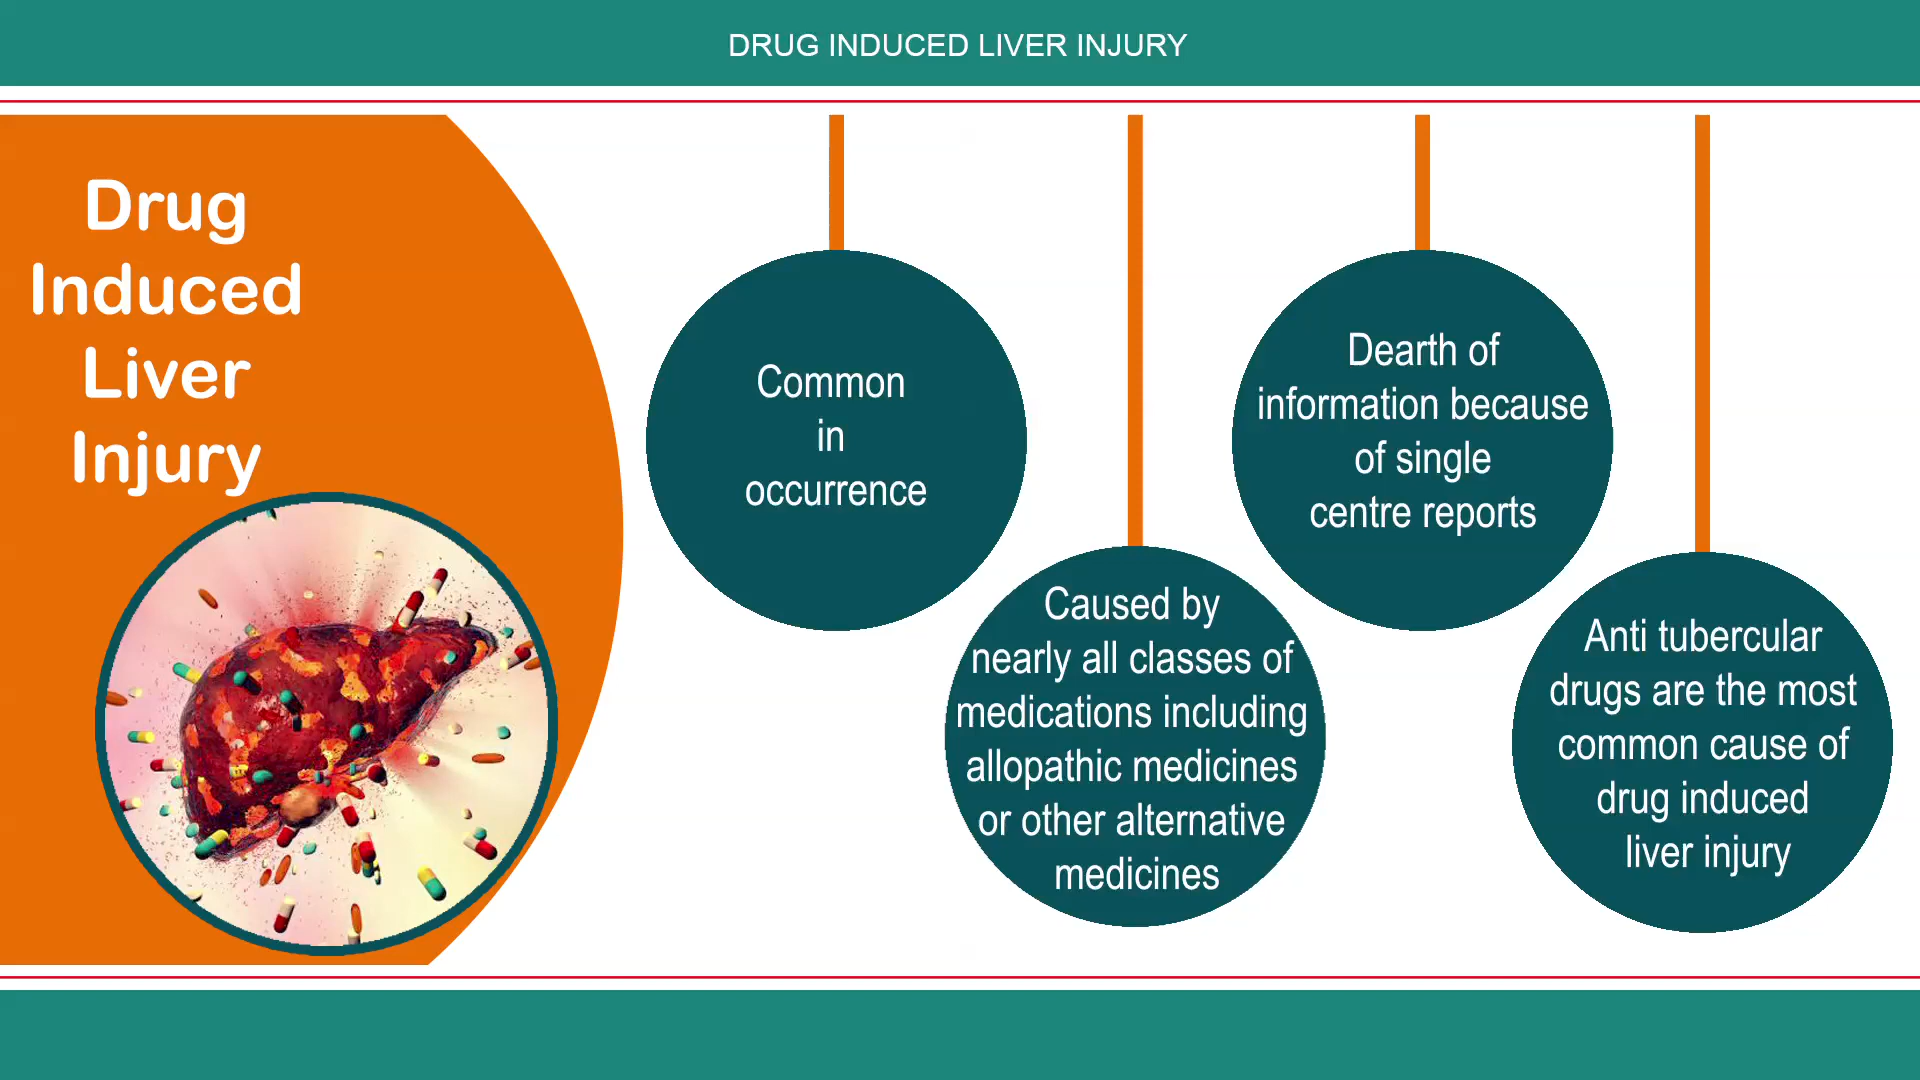 DRUG INDUCED LIVER INJURY
Drug
Induced
Liver
Injury
Common
in
occurrence
Caused by
nearly all classes of
medications including
allopathic medicines
or other alternative
medicines
Dearth of
information because
of single
centre reports
Anti tubercular
drugs are the most
common cause of
drug induced
liver injury